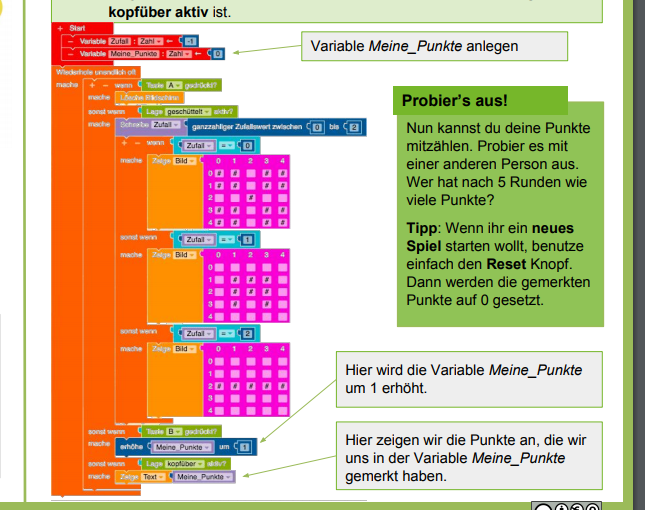 kopfüber aktiv ist.
+ Start
– Variable Zufall : Zahl ← -1
– Variable Meine_Punkte : Zahl ← 0
Variable Meine_Punkte anlegen
Wiederhole unendlich oft
mache + – wenn Taste A gedrückt?
mache Lösche Bildschirm
sonst wenn Lage geschüttelt aktiv?
mache Schreibe Zufall ganzzahliger Zufallswert zwischen 0 bis 2
+ – wenn Zufall = 0
mache Zeige Bild 0 1 2 3 4
0 # # # #
1 # # # #
2 #
3 # # # #
4 # # # #
sonst wenn Zufall = 1
mache Zeige Bild 0 1 2 3 4
0
1 # # #
2 # # #
3 # # #
4
sonst wenn Zufall = 2
mache Zeige Bild 0 1 2 3 4
0
1
2 # # # # #
3
4
sonst wenn Taste B gedrückt?
mache erhöhe Meine_Punkte um 1
sonst wenn Lage kopfüber aktiv?
mache Zeige Text Meine_Punkte
Probier's aus!
Nun kannst du deine Punkte
mitzählen. Probier es mit
einer anderen Person aus.
Wer hat nach 5 Runden wie
viele Punkte?
Tipp: Wenn ihr ein neues
Spiel starten wollt, benutze
einfach den Reset Knopf.
Dann werden die gemerkten
Punkte auf 0 gesetzt.
Hier wird die Variable Meine_Punkte
um 1 erhöht.
Hier zeigen wir die Punkte an, die wir
uns in der Variable Meine_Punkte
gemerkt haben.